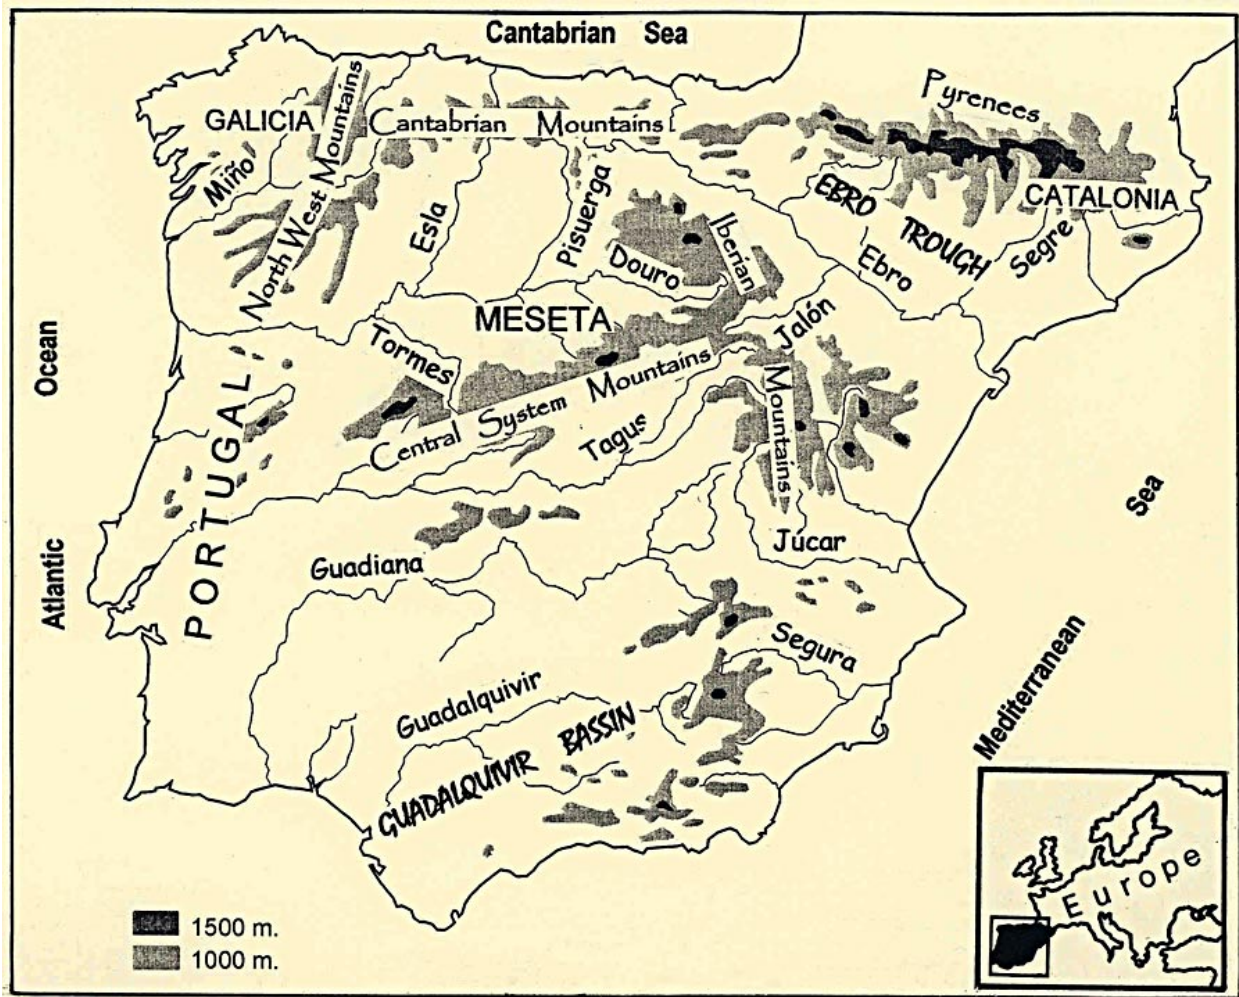 Cantabrian Sea
Pyrenees
GALICIA
North West Mountains
Cantabrian Mountains
Miño
Esla
Pisuerga
EBRO TROUGH
CATALONIA
Iberian
Mountains
Douro
Ebro
Segre
MESETA
Jalón
Tormes
Central System Mountains
Tagus
Atlantic Ocean
PORTUGAL
Mediterranean Sea
Júcar
Guadiana
Segura
Guadalquivir
GUADALQUIVIR BASSIN
1500 m.
1000 m.
Europe